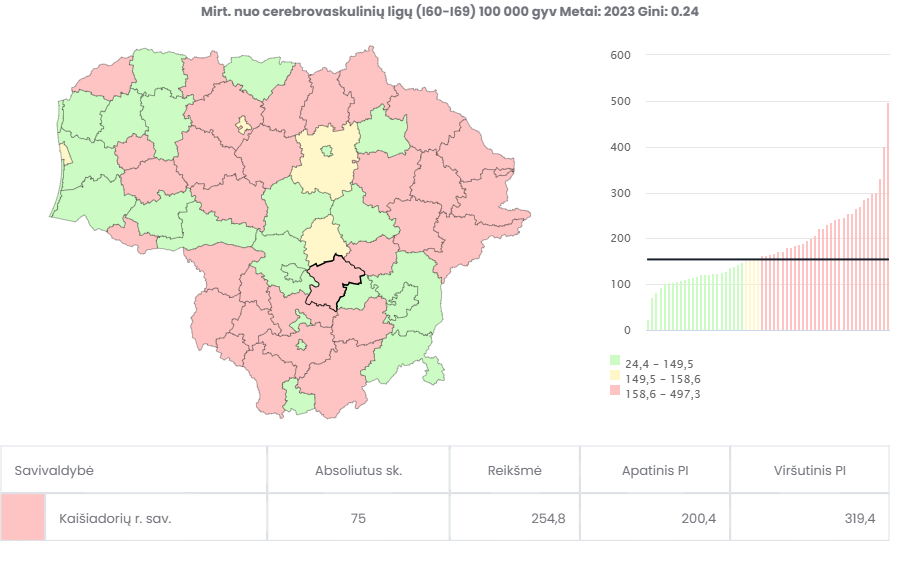 Mirt. nuo cerebrovaskulinių ligų (I60-I69) 100 000 gyv Metai: 2023 Gini: 0.24
600
500
400
300
200
100
0
24,4 - 149,5
149,5 - 158,6
158,6 - 497,3
Savivaldybė Absoliutus sk. Reikšmė Apatinis PI Viršutinis PI
Kaišiadorių r. sav. 75 254,8 200,4 319,4